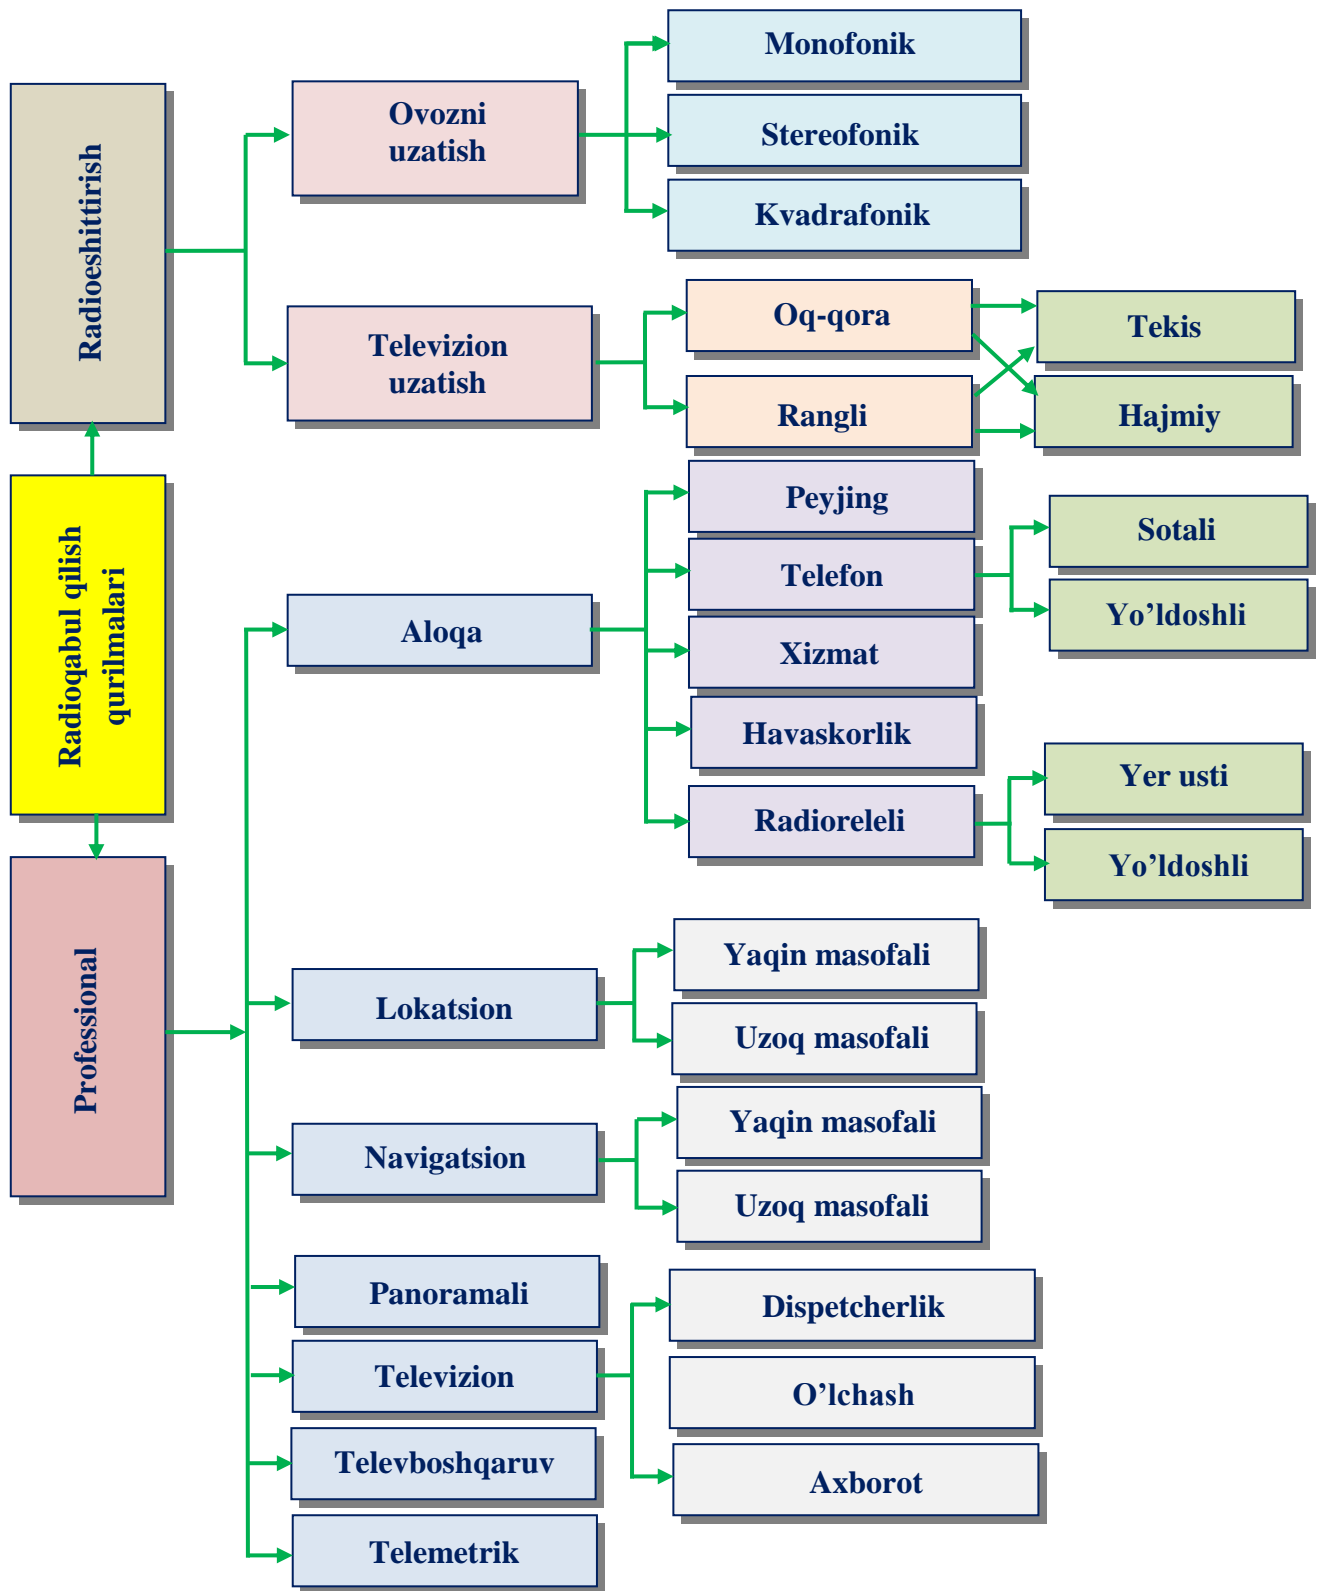 Monofonik
Ovozni
uzatish
Stereofonik
Kvadrafonik
Radioeshittirish
Oq-qora
Tekis
Televizion
uzatish
Rangli
Hajmiy
Peyjing
Sotali
Telefon
Yo’ldoshli
Radioqabul qilish
qurilmalari
Aloqa
Xizmat
Havaskorlik
Yer usti
Radioreleli
Yo’ldoshli
Professional
Yaqin masofali
Lokatsion
Uzoq masofali
Yaqin masofali
Navigatsion
Uzoq masofali
Panoramali
Dispetcherlik
Televizion
O’lchash
Televboshqaruv
Axborot
Telemetrik